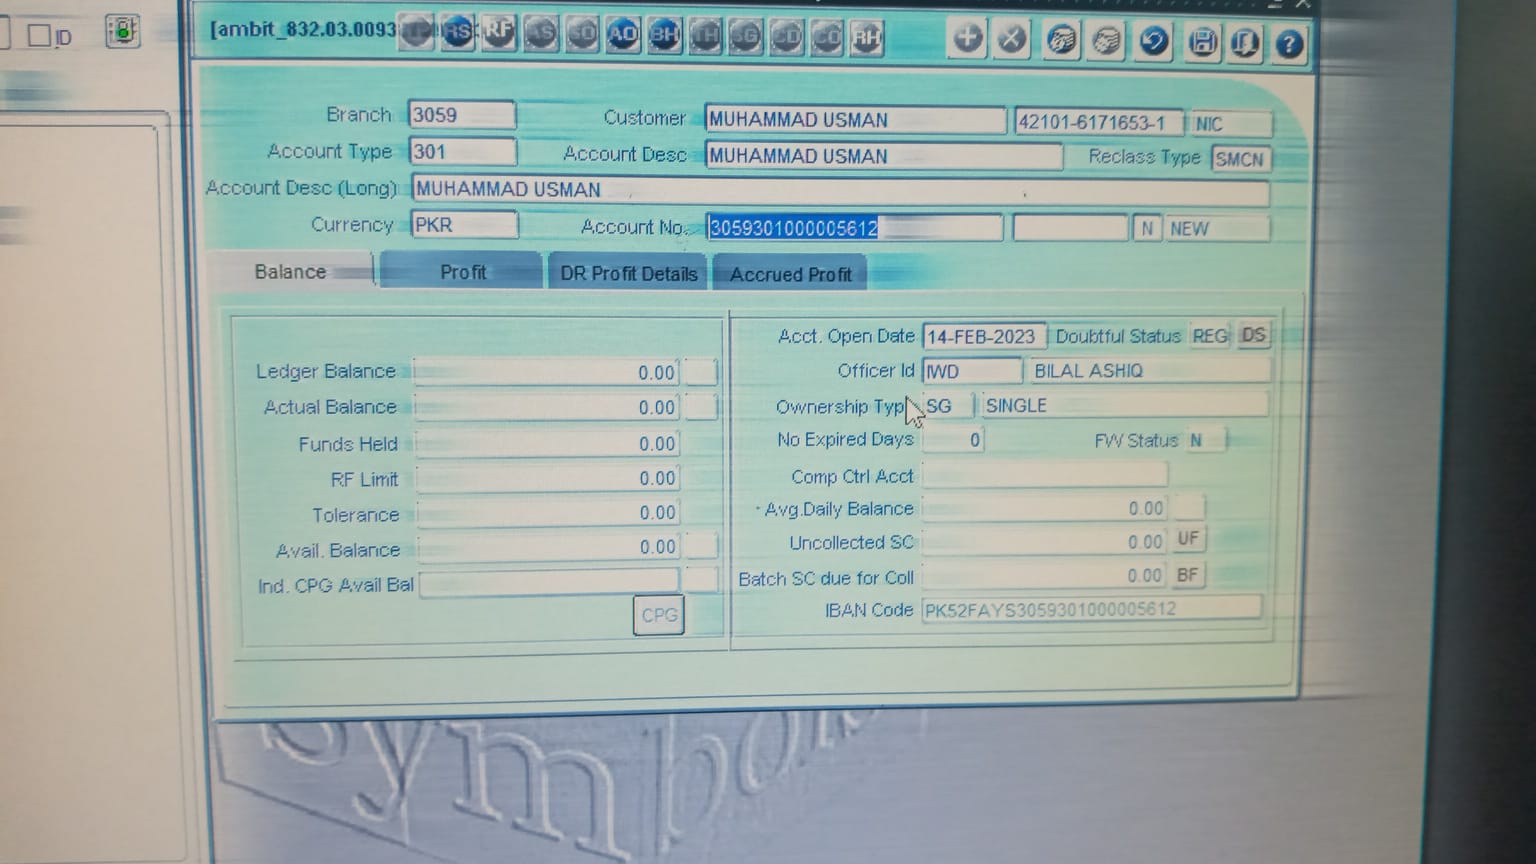 ID
[ambit_832.03.0093
RS RF AS SO AO BH TH SG CD CO RH
Branch 3059 Customer MUHAMMAD USMAN 42101-6171653-1 NIC
Account Type 301 Account Desc MUHAMMAD USMAN Reclass Type SMCN
Account Desc (Long) MUHAMMAD USMAN
Currency PKR Account No. 3059301000005612 N NEW
Balance Profit DR Profit Details Accrued Profit
Acct. Open Date 14-FEB-2023 Doubtful Status REG DS
Ledger Balance 0.00 Officer Id IWD BILAL ASHIQ
Actual Balance 0.00 Ownership Typ SG SINGLE
Funds Held 0.00 No Expired Days 0 FW Status N
RF Limit 0.00 Comp Ctrl Acct
Tolerance 0.00 Avg.Daily Balance 0.00
Avail. Balance 0.00 Uncollected SC 0.00 UF
Ind. CPG Avail Bal Batch SC due for Coll 0.00 BF
CPG IBAN Code PK52FAYS3059301000005612
Symbols